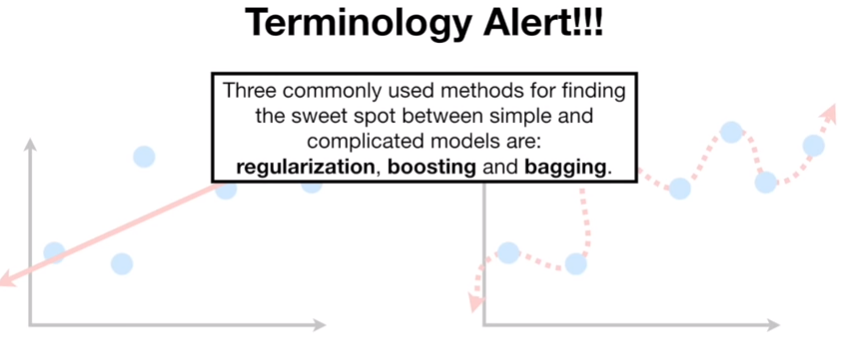 Terminology Alert!!!
Three commonly used methods for finding
the sweet spot between simple and
complicated models are:
regularization, boosting and bagging.